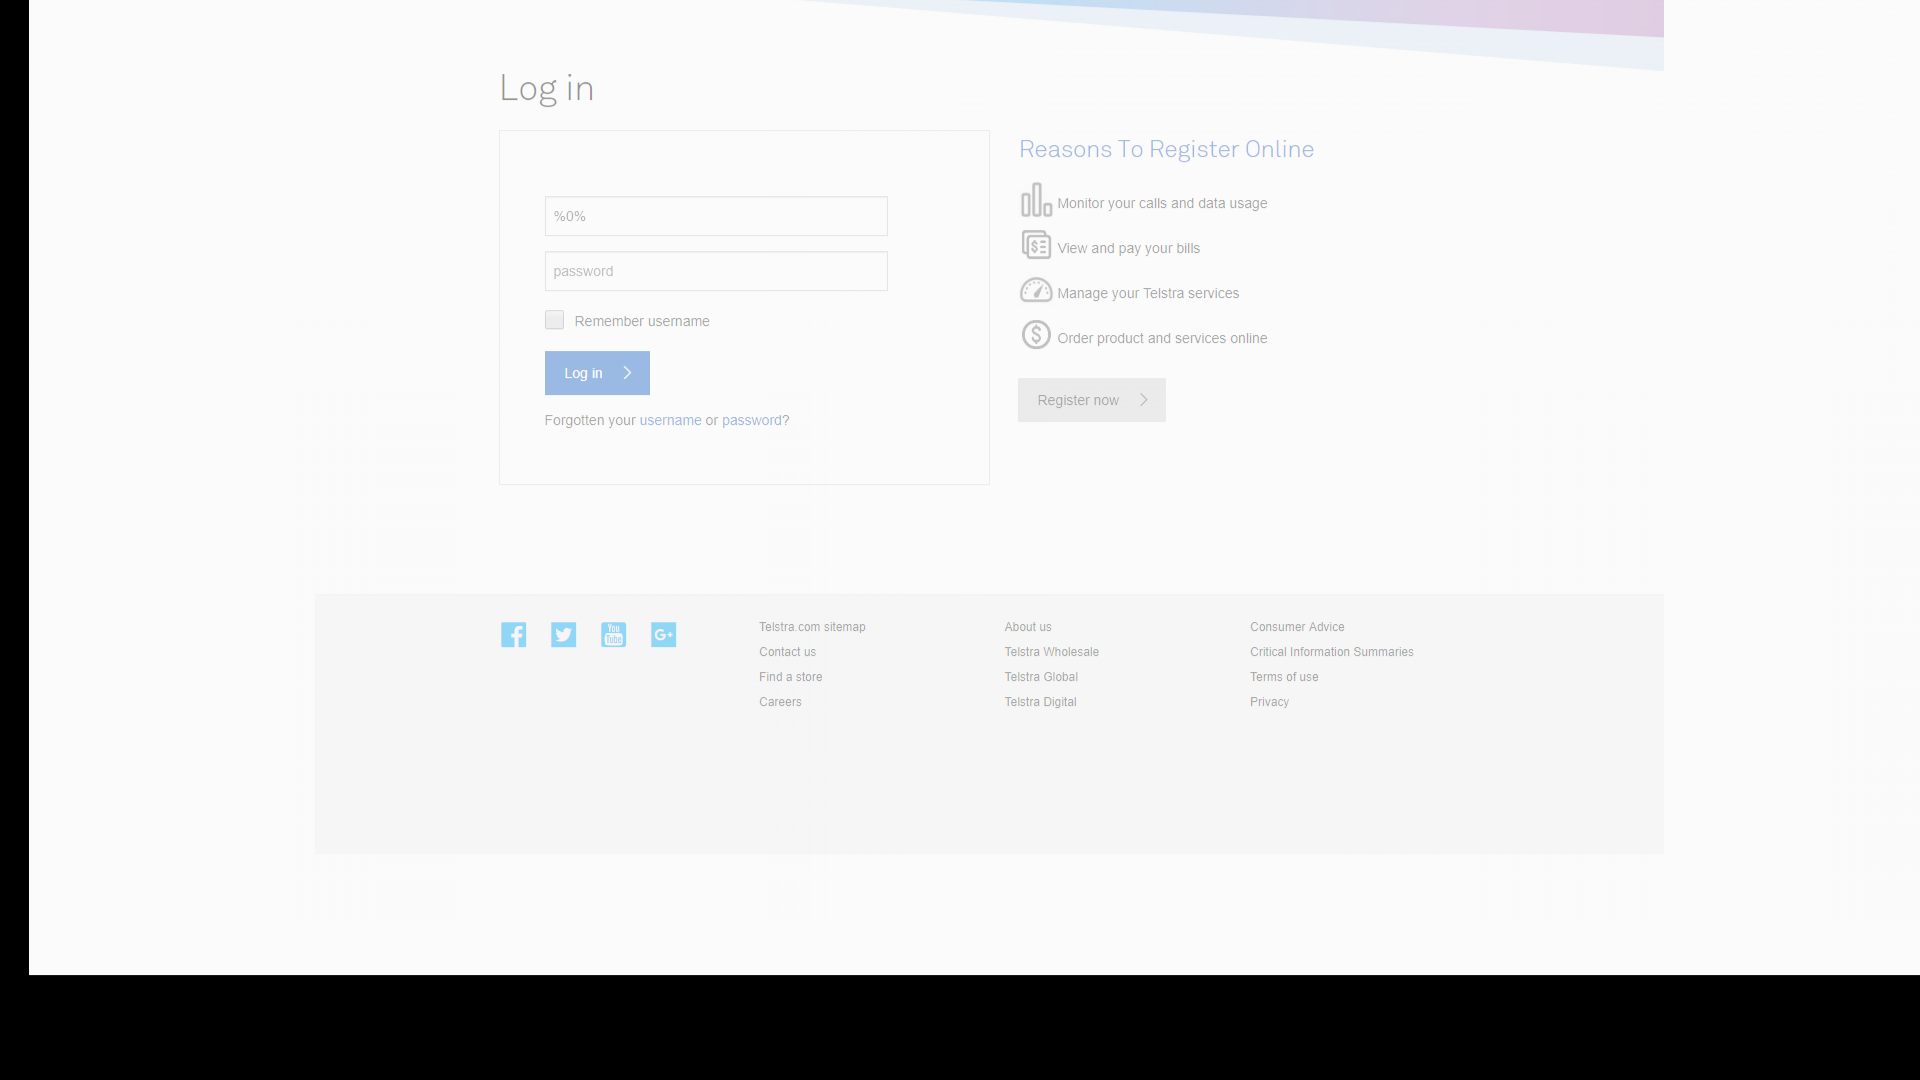 Log in
%0%
password
Remember username
Log in
Forgotten your username or password?
Reasons To Register Online
Monitor your calls and data usage
View and pay your bills
Manage your Telstra services
Order product and services online
Register now
You
Tube
G+
Telstra.com sitemap
Contact us
Find a store
Careers
About us
Telstra Wholesale
Telstra Global
Telstra Digital
Consumer Advice
Critical Information Summaries
Terms of use
Privacy